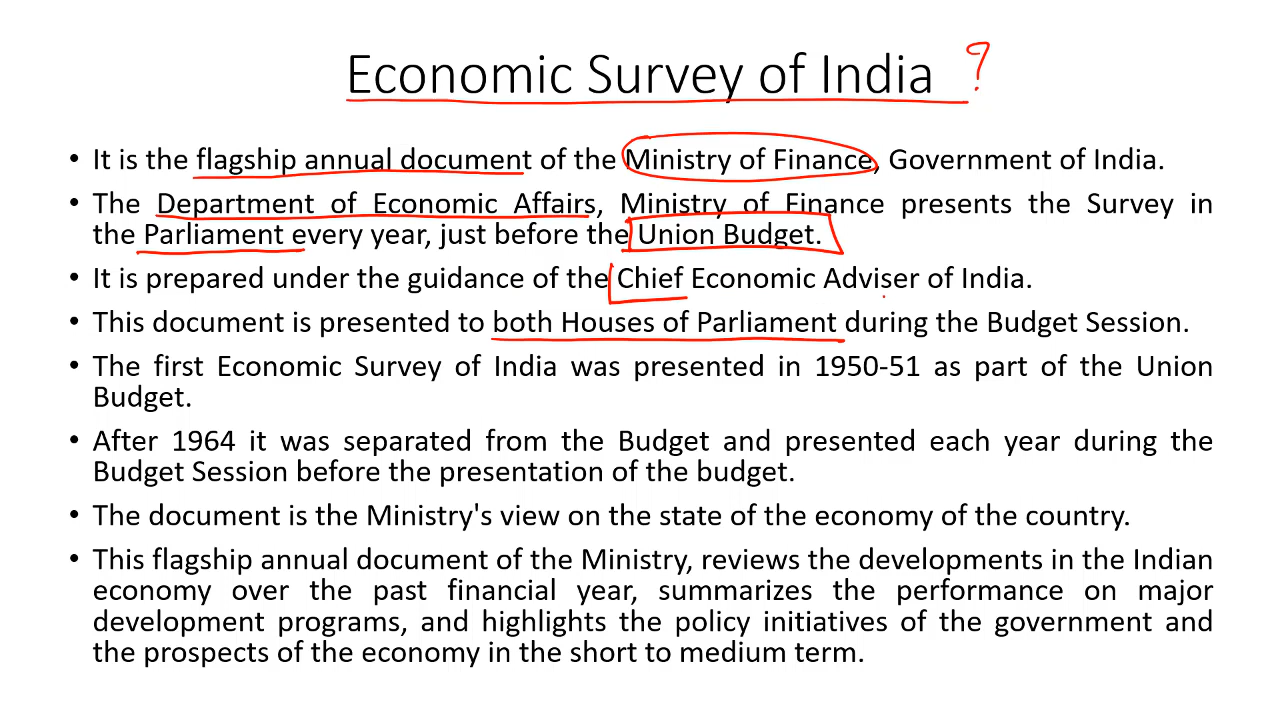 Economic Survey of India ?
• It is the flagship annual document of the Ministry of Finance, Government of India.
• The Department of Economic Affairs, Ministry of Finance presents the Survey in
the Parliament every year, just before the Union Budget.
• It is prepared under the guidance of the Chief Economic Adviser of India.
• This document is presented to both Houses of Parliament during the Budget Session.
• The first Economic Survey of India was presented in 1950-51 as part of the Union
Budget.
• After 1964 it was separated from the Budget and presented each year during the
Budget Session before the presentation of the budget.
• The document is the Ministry's view on the state of the economy of the country.
• This flagship annual document of the Ministry, reviews the developments in the Indian
economy over the past financial year, summarizes the performance on major
development programs, and highlights the policy initiatives of the government and
the prospects of the economy in the short to medium term.